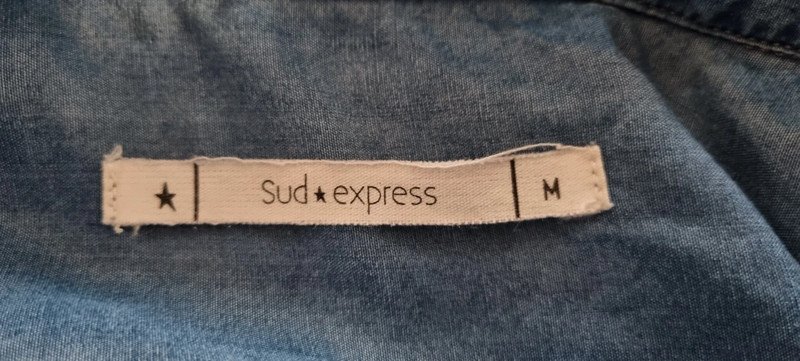 ★ | Sud★express | M